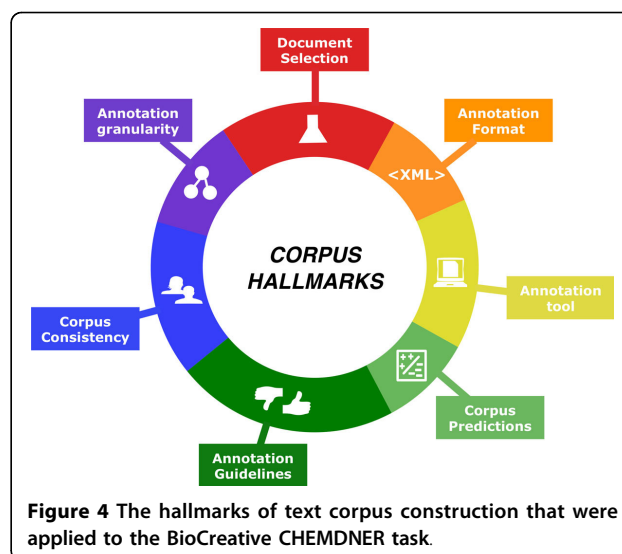 Document
Selection
Annotation
granularity
Annotation
Format
<XML>
CORPUS
HALLMARKS
Annotation
tool
Corpus
Consistency
Corpus
Predictions
Annotation
Guidelines
Figure 4 The hallmarks of text corpus construction that were
applied to the BioCreative CHEMDNER task.